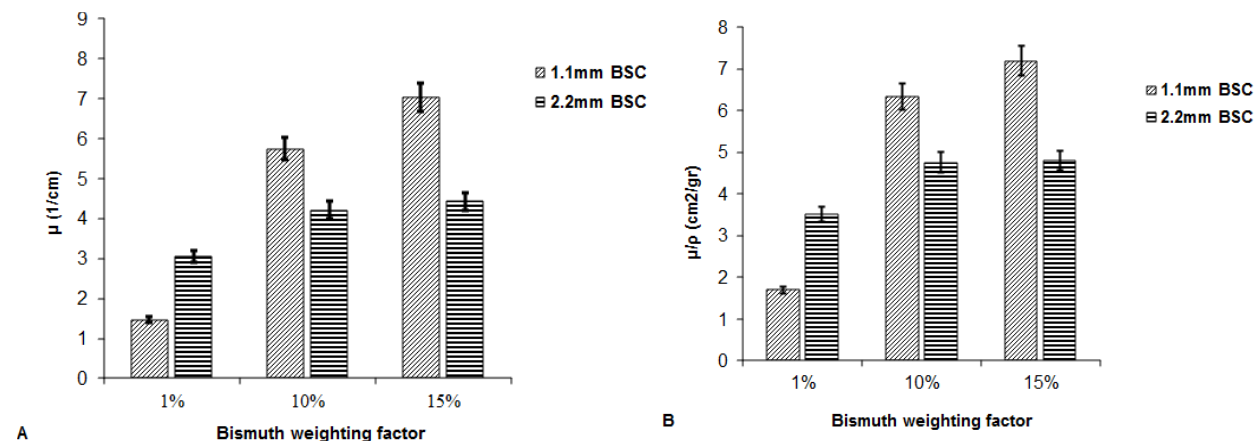 9
8
7
6
5
4
3
2
1
0
μ (1/cm)
1%
10%
15%
Bismuth weighting factor
A
1.1mm BSC
2.2mm BSC
8
7
6
5
4
3
2
1
0
μ/ρ (cm2/gr)
1%
10%
15%
Bismuth weighting factor
B
1.1mm BSC
2.2mm BSC